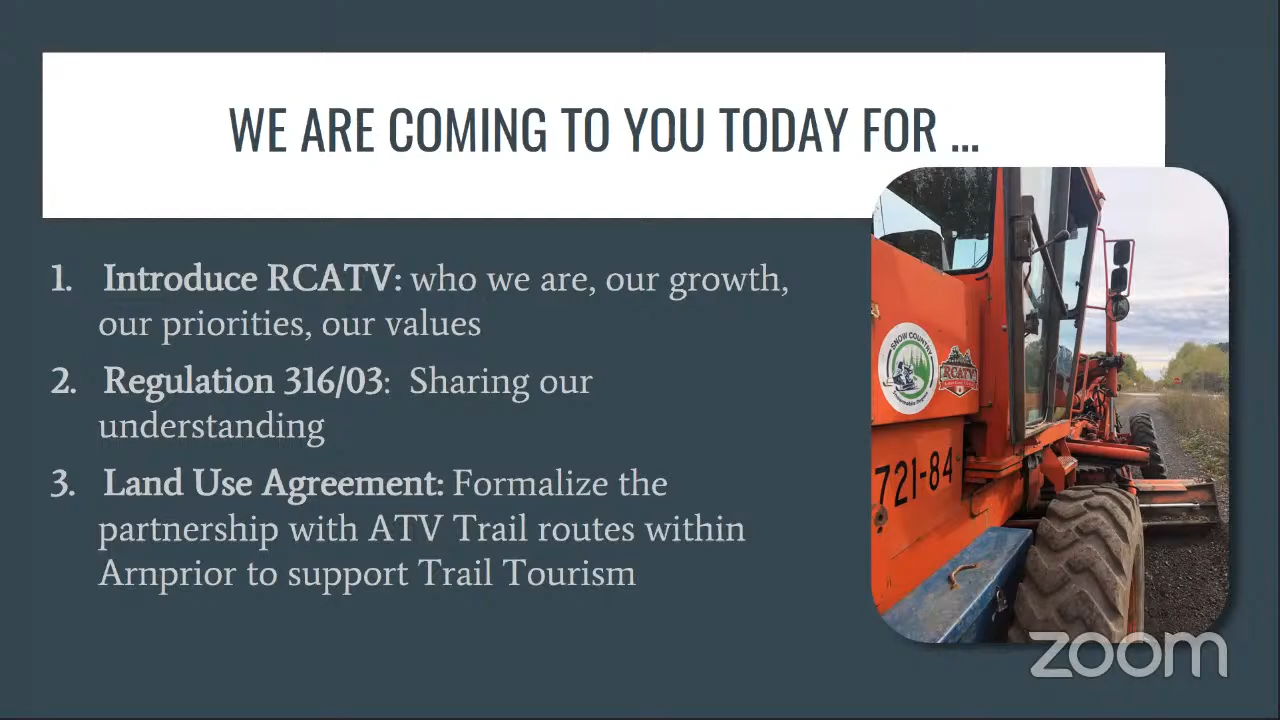 WE ARE COMING TO YOU TODAY FOR ...
1. Introduce RCATV: who we are, our growth,
our priorities, our values
2. Regulation 316/03: Sharing our
understanding
3. Land Use Agreement: Formalize the
partnership with ATV Trail routes within
Arnprior to support Trail Tourism
SNOW COUNTRY
RCATV
721-84
zoom